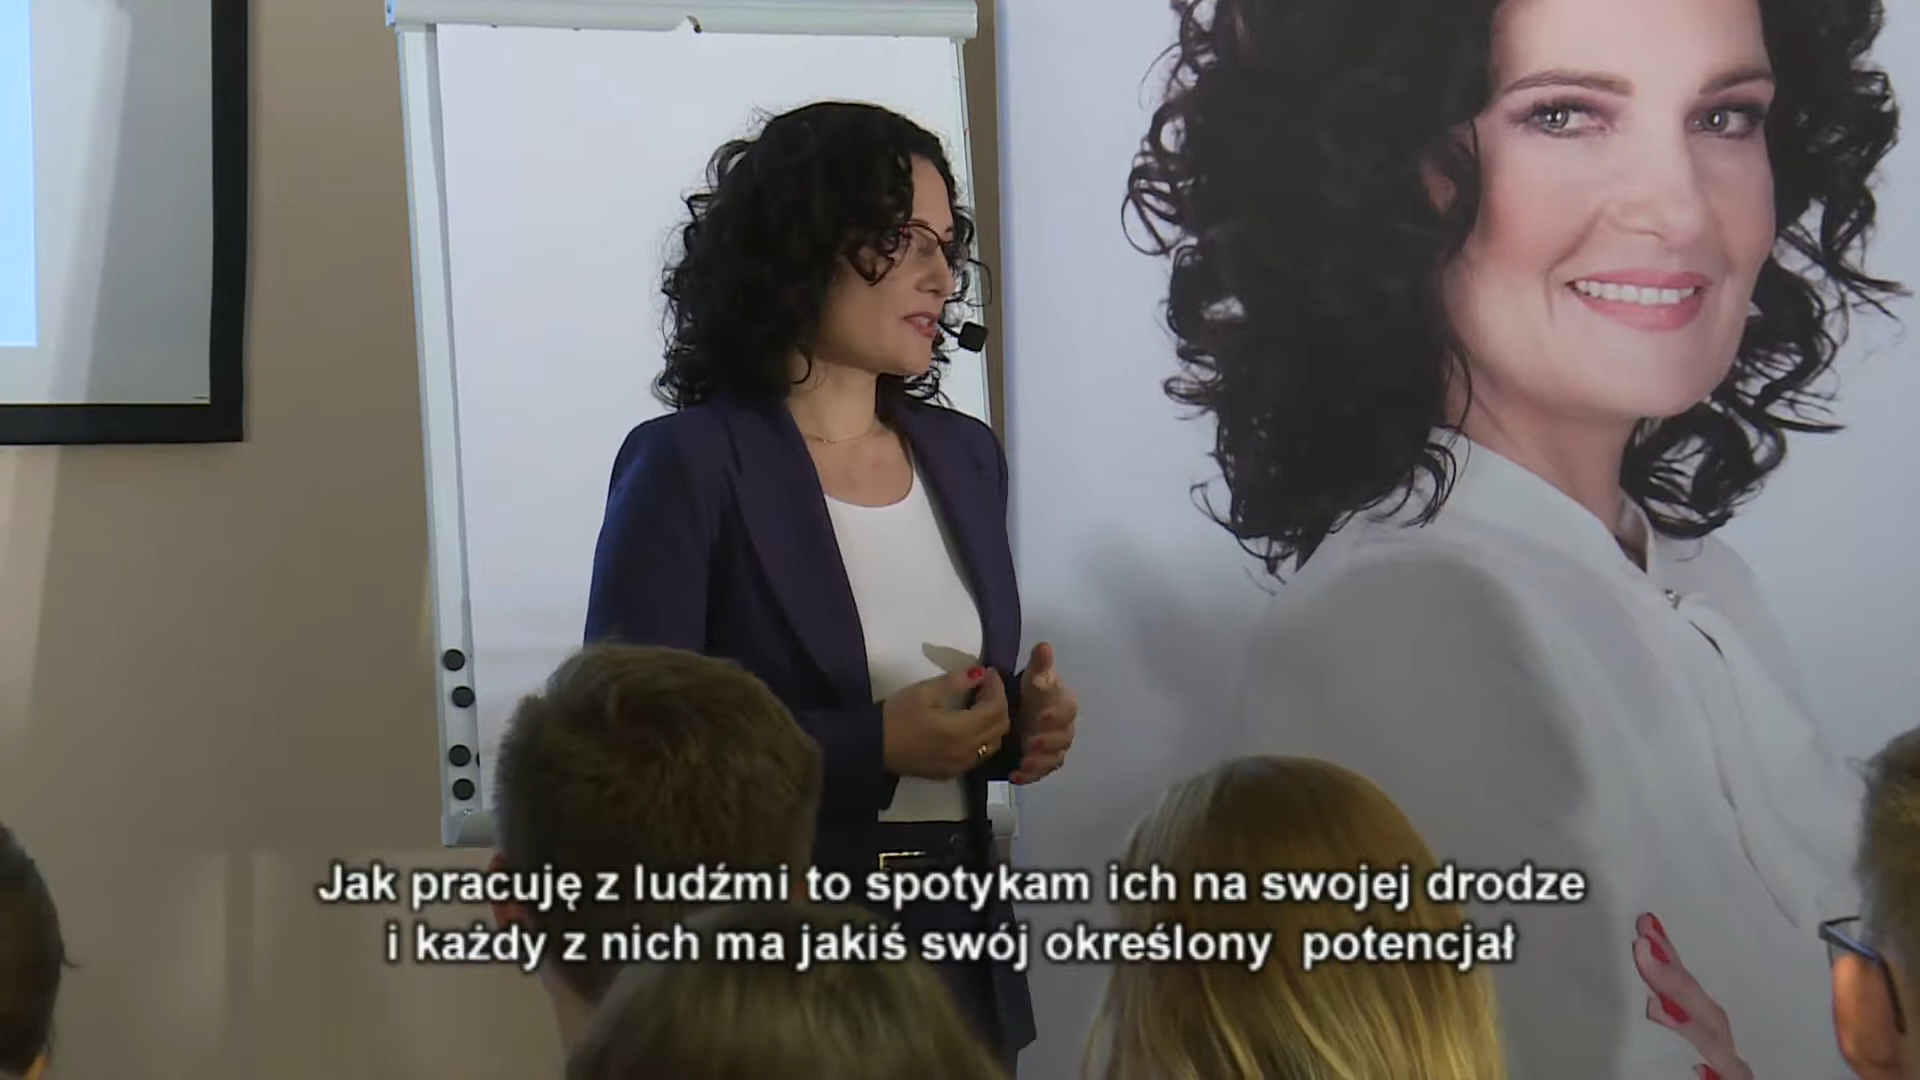 Jak pracuję z ludźmi to spotykam ich na swojej drodze
i każdy z nich ma jakiś swój określony potencjał